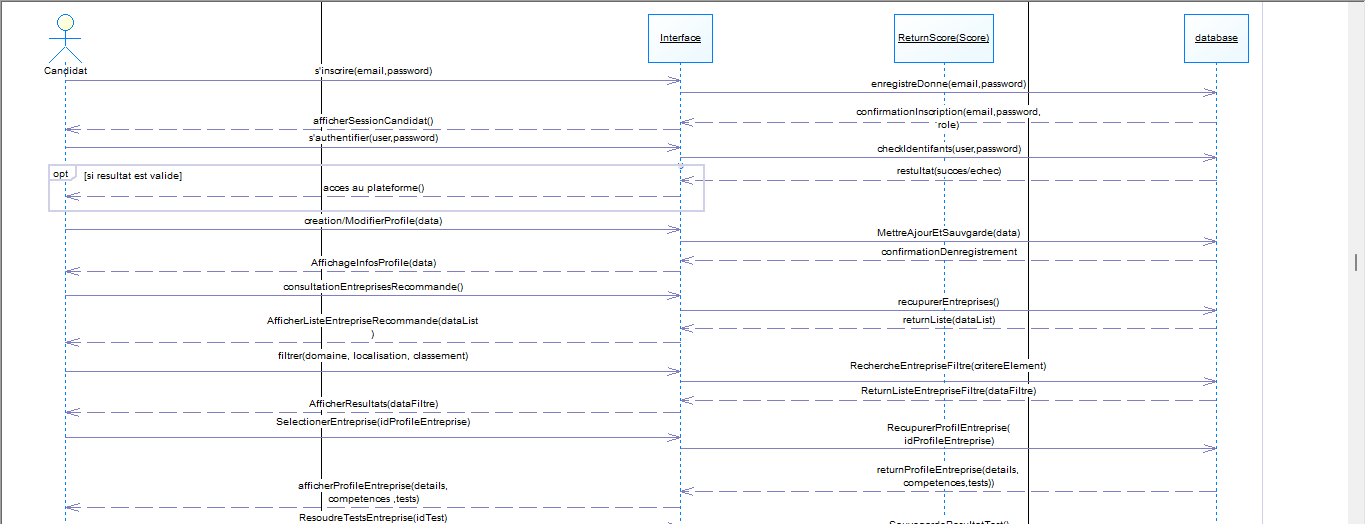 Candidat
Interface
ReturnScore(Score)
database
s'inscrire(email,password)
enregistreDonne(email,password)
confirmationInscription(email,password,
role)
afficherSessionCandidat()
s'authentifier(user,password)
checkIdentifants(user,password)
opt
[si resultat est valide]
restultat(succes/echec)
acces au plateforme()
creation/ModifierProfile(data)
MettreAjourEtSauvgarde(data)
confirmationDenregistrement
AffichageInfosProfile(data)
consultationEntreprisesRecommande()
recupurerEntreprises()
returnListe(dataList)
AfficherListeEntrepriseRecommande(dataList
)
filtrer(domaine, localisation, classement)
RechercheEntrepriseFiltre(critereElement)
ReturnListeEntrepriseFiltre(dataFiltre)
AfficherResultats(dataFiltre)
SelectionerEntreprise(idProfileEntreprise)
RecupurerProfilEntreprise(
idProfileEntreprise)
returnProfileEntreprise(details,
competences,tests))
afficherProfileEntreprise(details,
competences ,tests)
ResoudreTestsEntreprise(idTest)